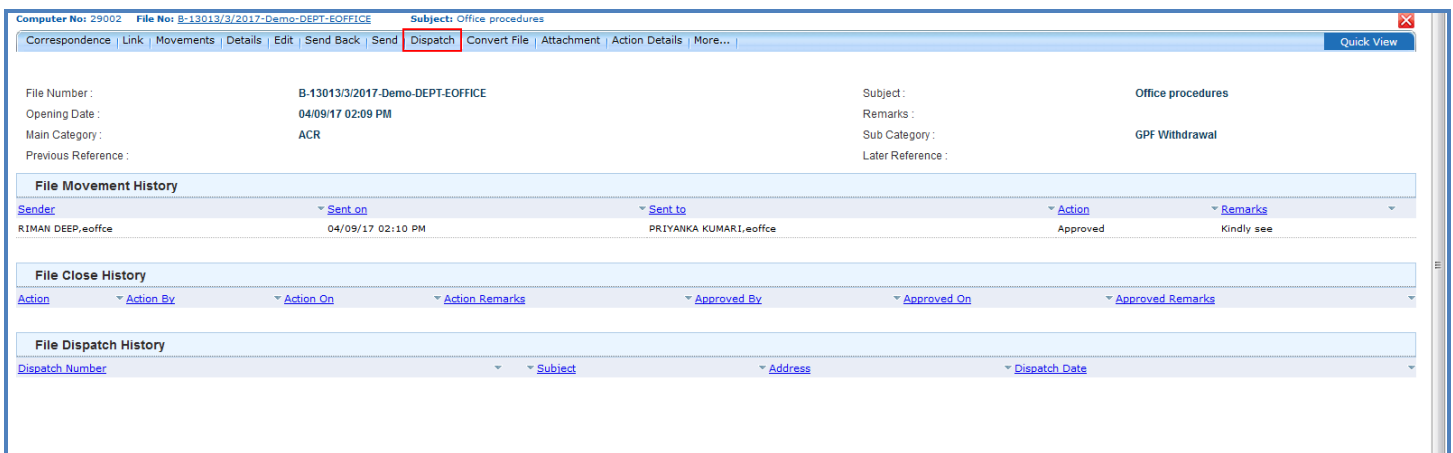 Computer No: 29002 File No: B-13013/3/2017-Demo-DEPT-EOFFICE Subject: Office procedures
Correspondence | Link | Movements | Details | Edit | Send Back | Send | Dispatch Convert File | Attachment | Action Details | More... | Quick View
File Number : B-13013/3/2017-Demo-DEPT-EOFFICE Subject : Office procedures
Opening Date : 04/09/17 02:09 PM Remarks :
Main Category : ACR Sub Category : GPF Withdrawal
Previous Reference : Later Reference :
File Movement History
Sender Sent on Sent to Action Remarks
RIMAN DEEP,eoffce 04/09/17 02:10 PM PRIYANKA KUMARI,eoffce Approved Kindly see
File Close History
Action Action By Action On Action Remarks Approved By Approved On Approved Remarks
File Dispatch History
Dispatch Number Subject Address Dispatch Date